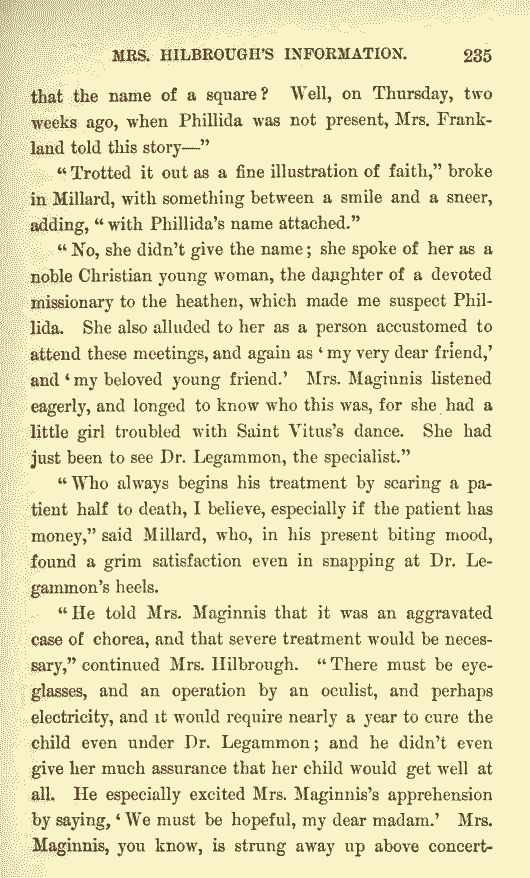 MRS. HILBROUGH'S INFORMATION. 235
that the name of a square? Well, on Thursday, two
weeks ago, when Phillida was not present, Mrs. Frank-
land told this story—”
“Trotted it out as a fine illustration of faith,” broke
in Millard, with something between a smile and a sneer,
adding, “with Phillida's name attached.”
“No, she didn't give the name; she spoke of her as a
noble Christian young woman, the daughter of a devoted
missionary to the heathen, which made me suspect Phil-
lida. She also alluded to her as a person accustomed to
attend these meetings, and again as ‘my very dear friend,’
and ‘my beloved young friend.’ Mrs. Maginnis listened
eagerly, and longed to know who this was, for she had a
little girl troubled with Saint Vitus's dance. She had
just been to see Dr. Legammon, the specialist.”
“Who always begins his treatment by scaring a pa-
tient half to death, I believe, especially if the patient has
money,” said Millard, who, in his present biting mood,
found a grim satisfaction even in snapping at Dr. Le-
gammon's heels.
“He told Mrs. Maginnis that it was an aggravated
case of chorea, and that severe treatment would be neces-
sary,” continued Mrs. Hilbrough. “There must be eye-
glasses, and an operation by an oculist, and perhaps
electricity, and it would require nearly a year to cure the
child even under Dr. Legammon; and he didn't even
give her much assurance that her child would get well at
all. He especially excited Mrs. Maginnis's apprehension
by saying, ‘We must be hopeful, my dear madam.’ Mrs.
Maginnis, you know, is strung away up above concert-